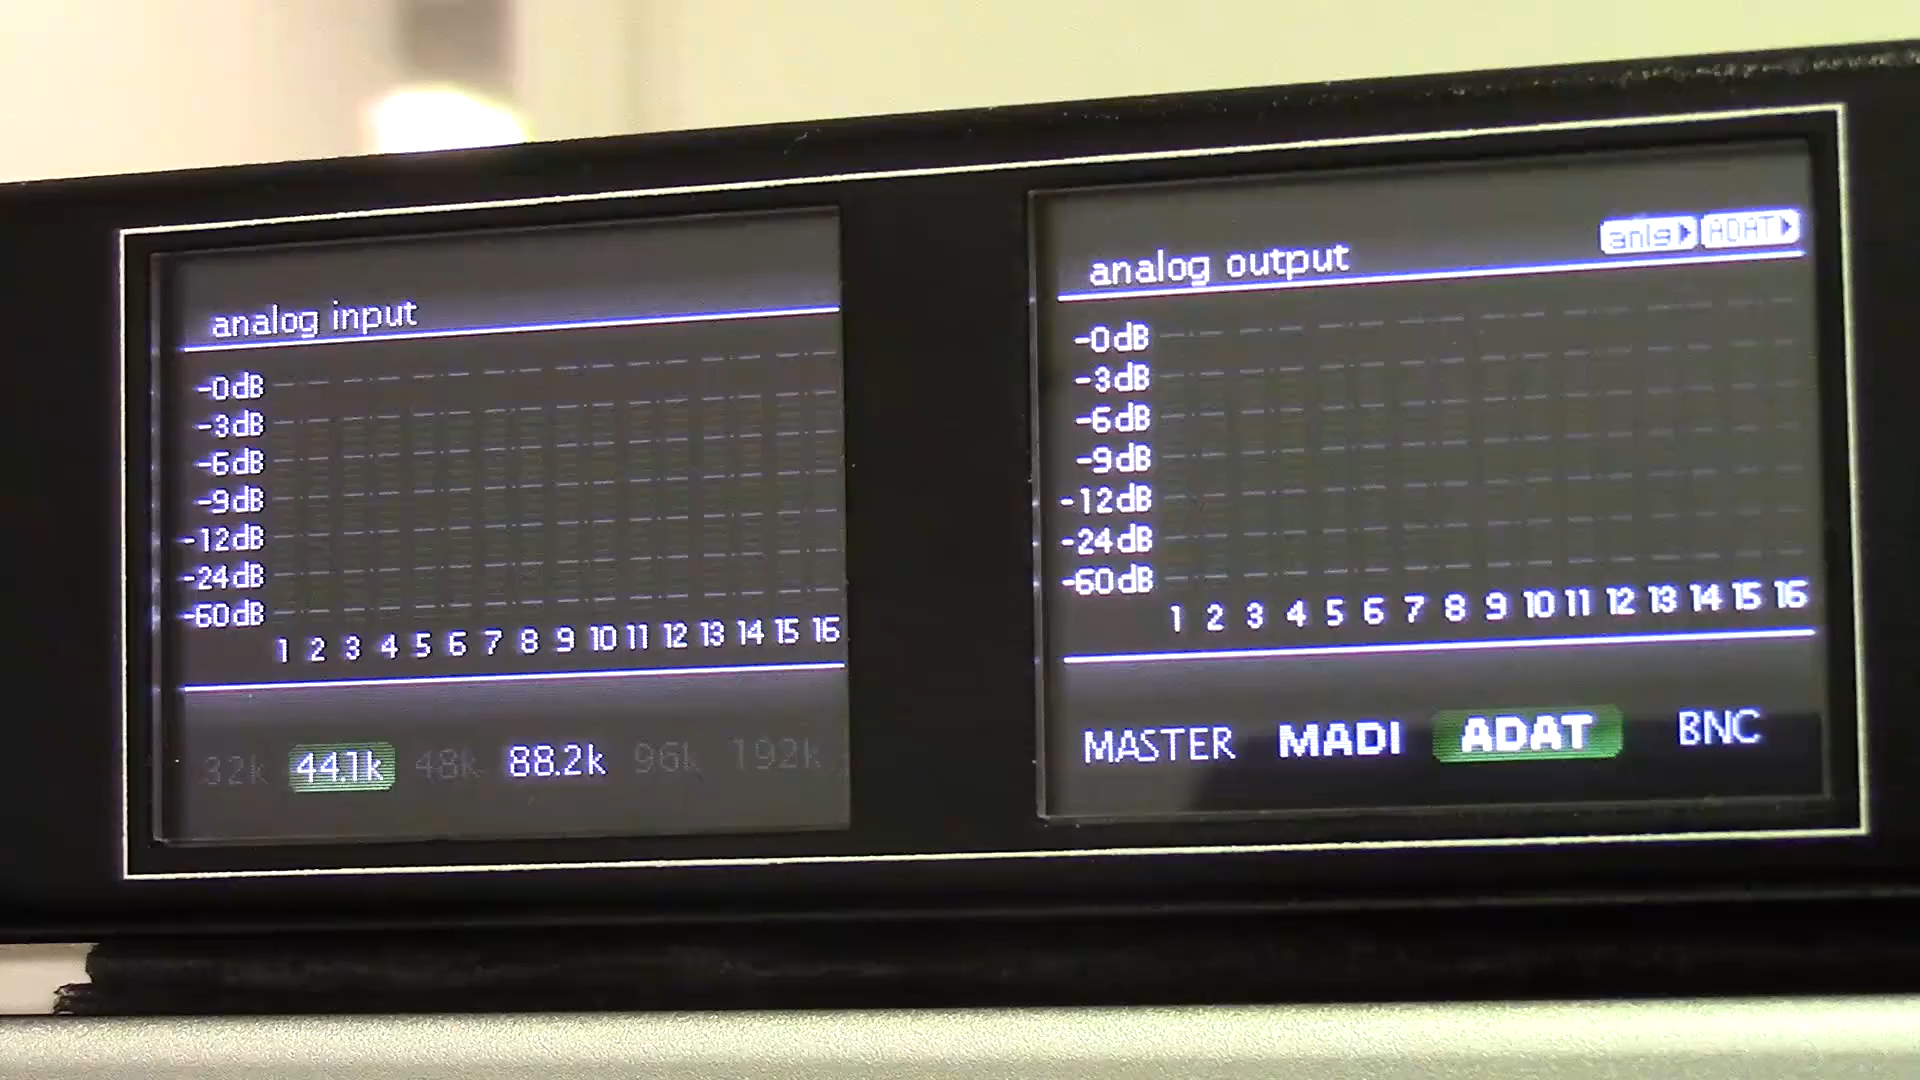 analog input
-0dB
-3dB
-6dB
-9dB
-12dB
-24dB
-60dB
1 2 3 4 5 6 7 8 9 10 11 12 13 14 15 16
32k 44.1k 48k 88.2k 96k 192k
anlg ADAT
analog output
-0dB
-3dB
-6dB
-9dB
-12dB
-24dB
-60dB
1 2 3 4 5 6 7 8 9 10 11 12 13 14 15 16
MASTER MADI ADAT BNC